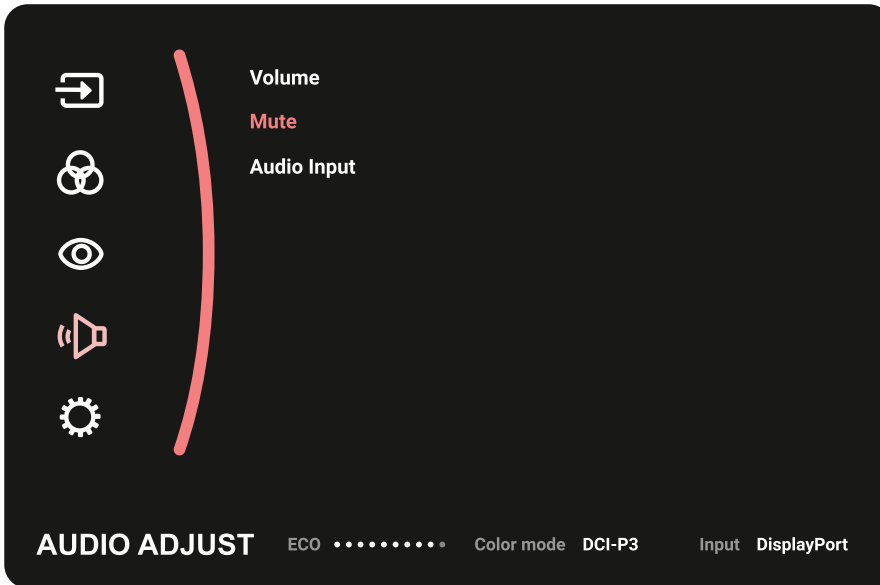 Volume
Mute
Audio Input
AUDIO ADJUST ECO Color mode DCI-P3 Input DisplayPort